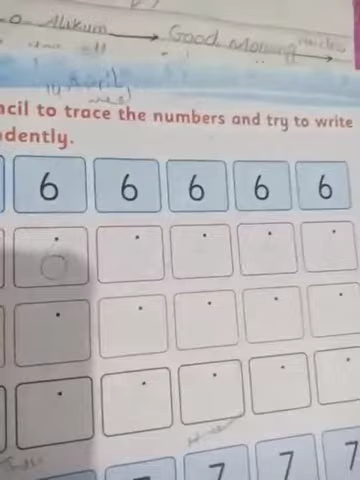 Alikum Good Morning
14 April
ncil to trace the numbers and try to write
dently.
6 6 6 6 6
7 7 7